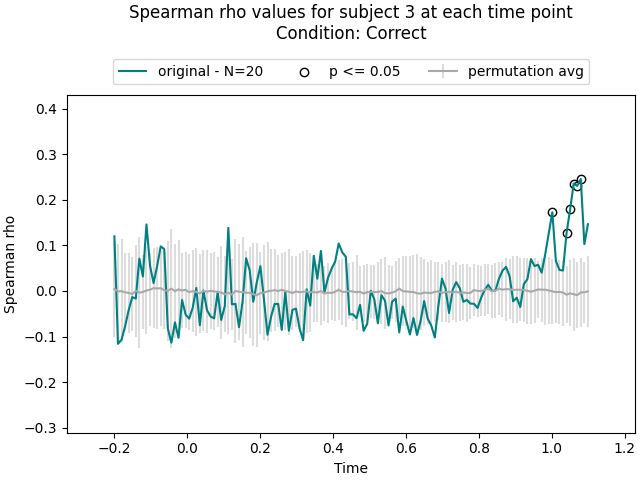 Spearman rho values for subject 3 at each time point
Condition: Correct
original - N=20 p <= 0.05 permutation avg
0.4
0.3
0.2
0.1
0.0
−0.1
−0.2
−0.3
Spearman rho
−0.2 0.0 0.2 0.4 0.6 0.8 1.0 1.2
Time